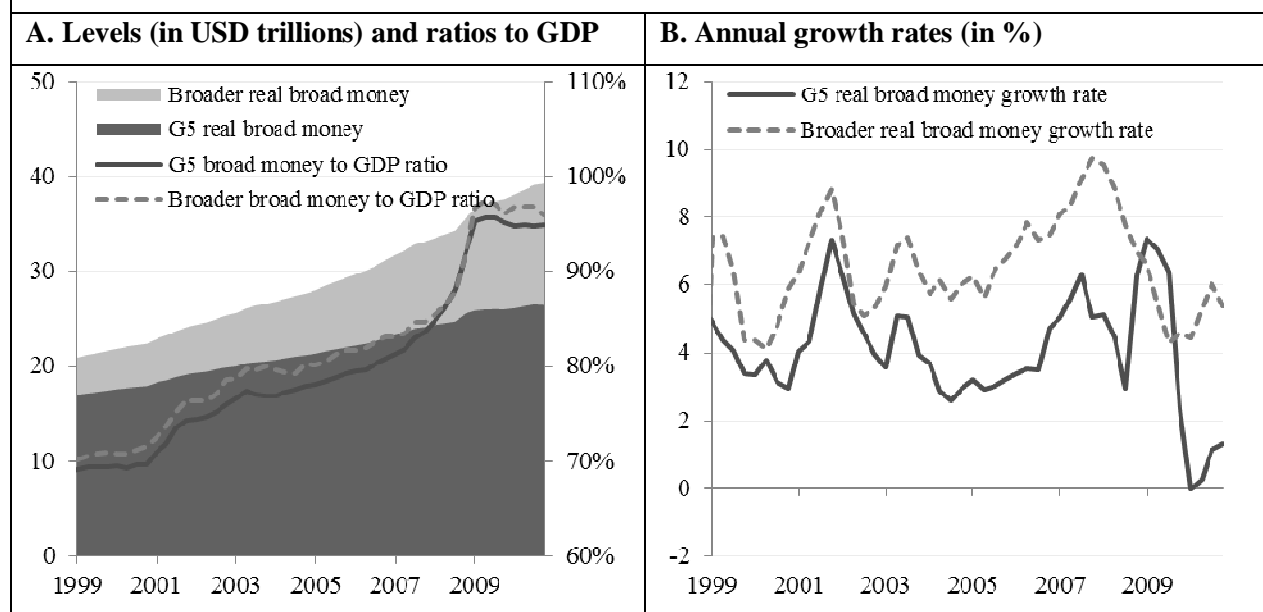 A. Levels (in USD trillions) and ratios to GDP
50
40
30
20
10
0
110%
100%
90%
80%
70%
60%
Broader real broad money
G5 real broad money
G5 broad money to GDP ratio
Broader broad money to GDP ratio
1999 2001 2003 2005 2007 2009
B. Annual growth rates (in %)
12
10
8
6
4
2
0
-2
G5 real broad money growth rate
Broader real broad money growth rate
1999 2001 2003 2005 2007 2009